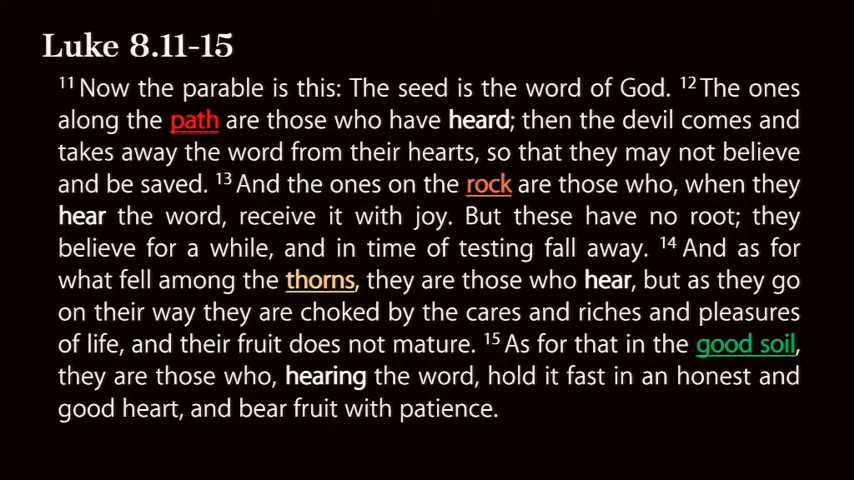 Luke 8.11-15
11 Now the parable is this: The seed is the word of God. 12 The ones
along the path are those who have heard; then the devil comes and
takes away the word from their hearts, so that they may not believe
and be saved. 13 And the ones on the rock are those who, when they
hear the word, receive it with joy. But these have no root; they
believe for a while, and in time of testing fall away. 14 And as for
what fell among the thorns, they are those who hear, but as they go
on their way they are choked by the cares and riches and pleasures
of life, and their fruit does not mature. 15 As for that in the good soil,
they are those who, hearing the word, hold it fast in an honest and
good heart, and bear fruit with patience.